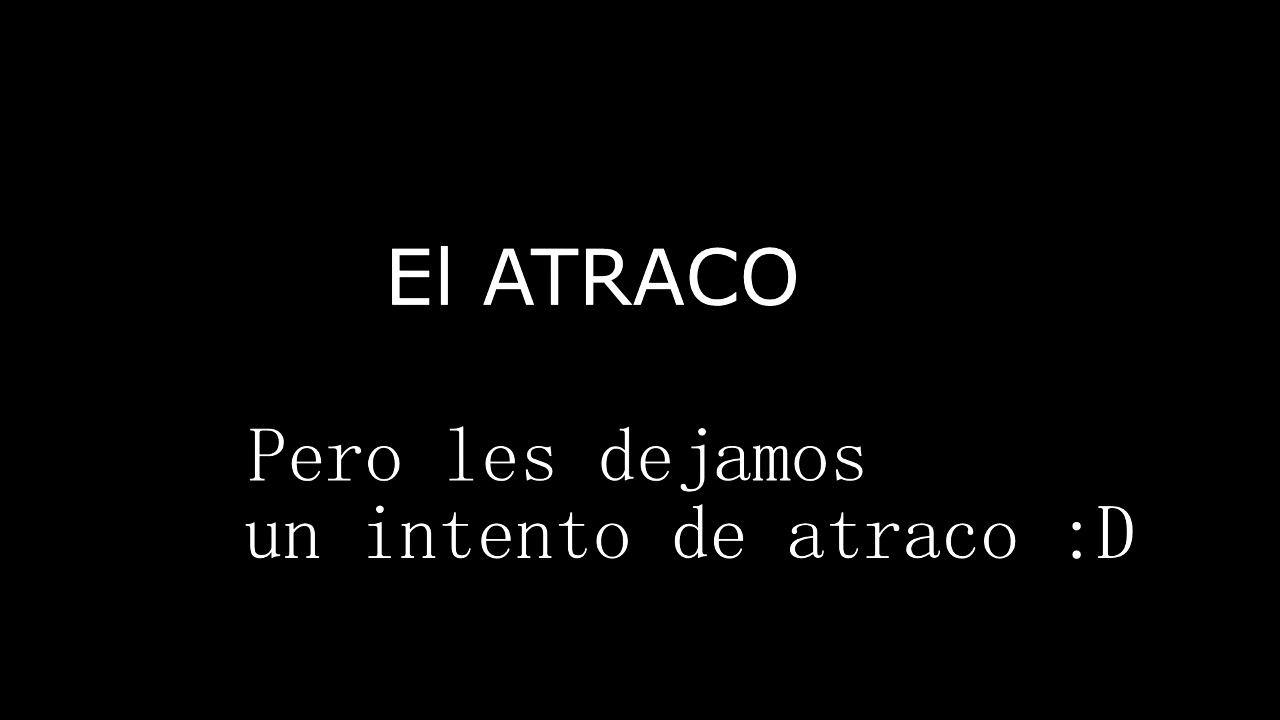 El ATRACO
Pero les dejamos
un intento de atraco :D